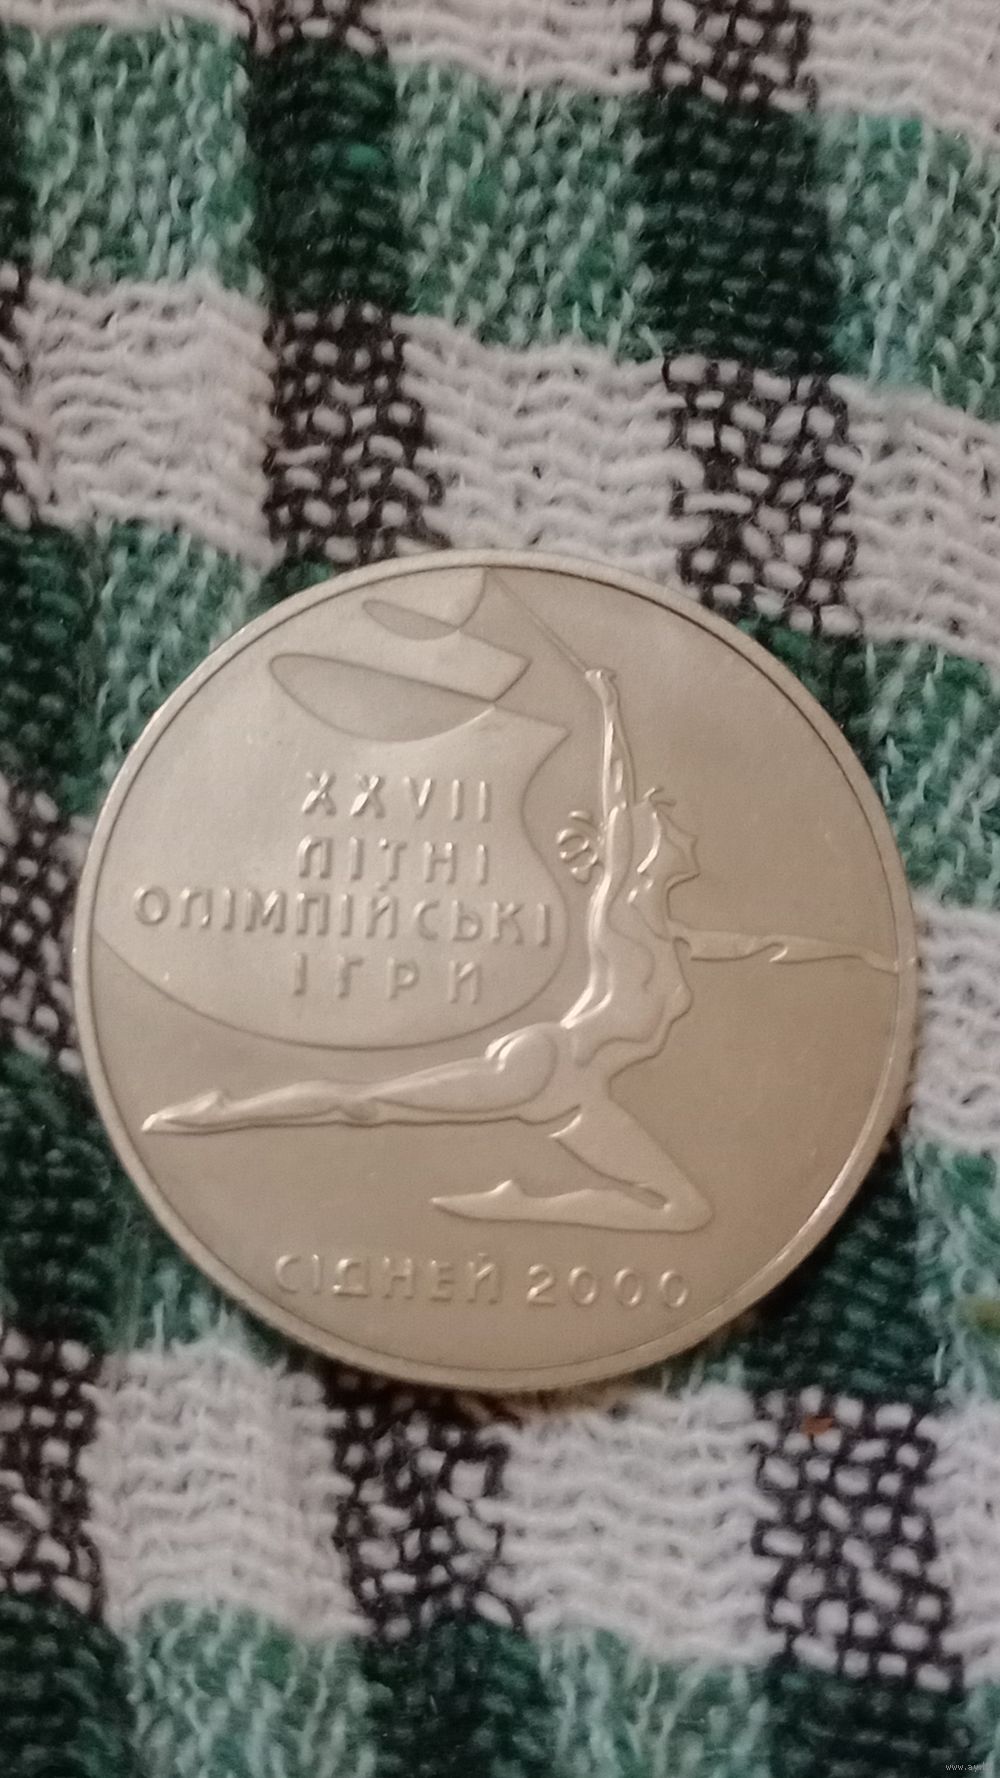 XXVII
ЛІТНІ
ОЛІМПІЙСЬКІ
ІГРИ
СІДНЕЙ 2000